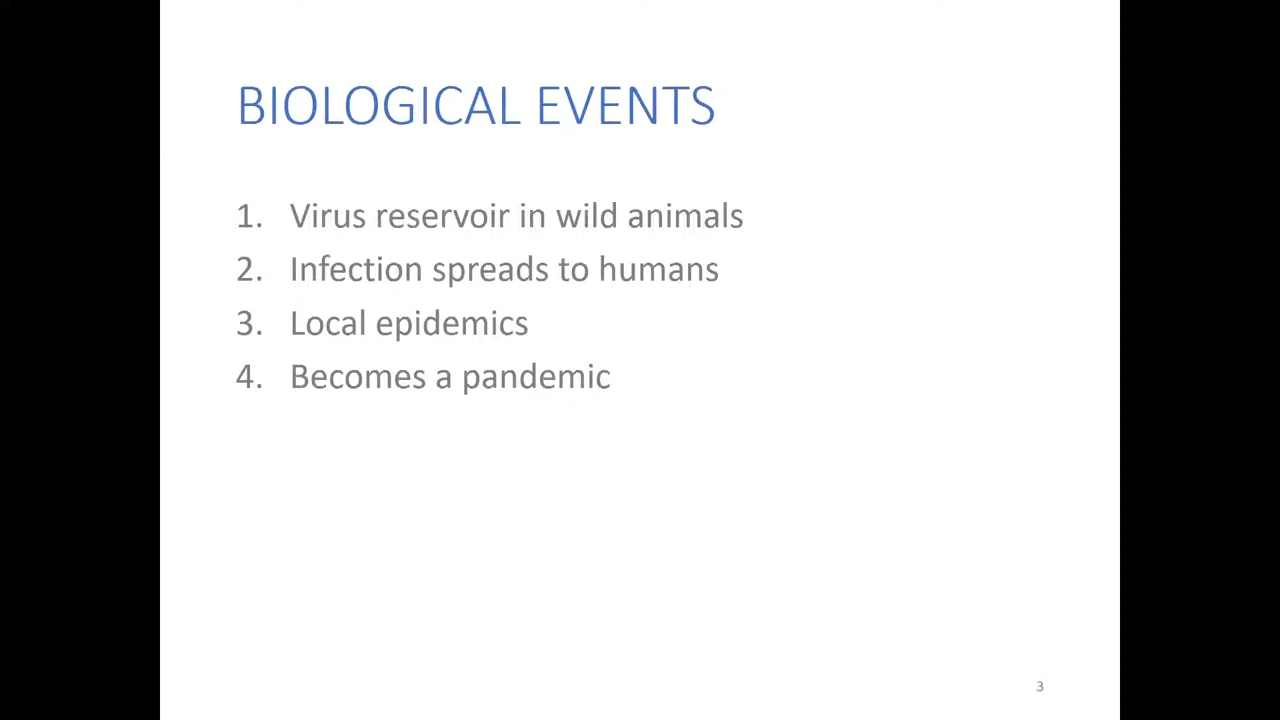 BIOLOGICAL EVENTS
1. Virus reservoir in wild animals
2. Infection spreads to humans
3. Local epidemics
4. Becomes a pandemic
3